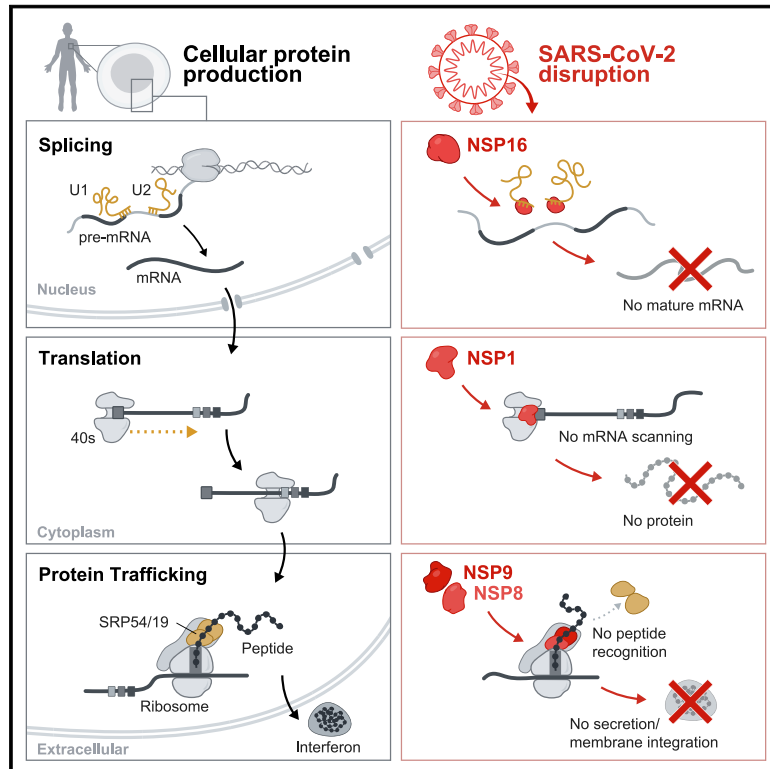 Cellular protein
production
SARS-CoV-2
disruption
Splicing
U1
U2
pre-mRNA
mRNA
Nucleus
NSP16
No mature mRNA
Translation
40s
Cytoplasm
NSP1
No mRNA scanning
No protein
Protein Trafficking
SRP54/19
Peptide
Ribosome
Interferon
Extracellular
NSP9
NSP8
No peptide
recognition
No secretion/
membrane integration